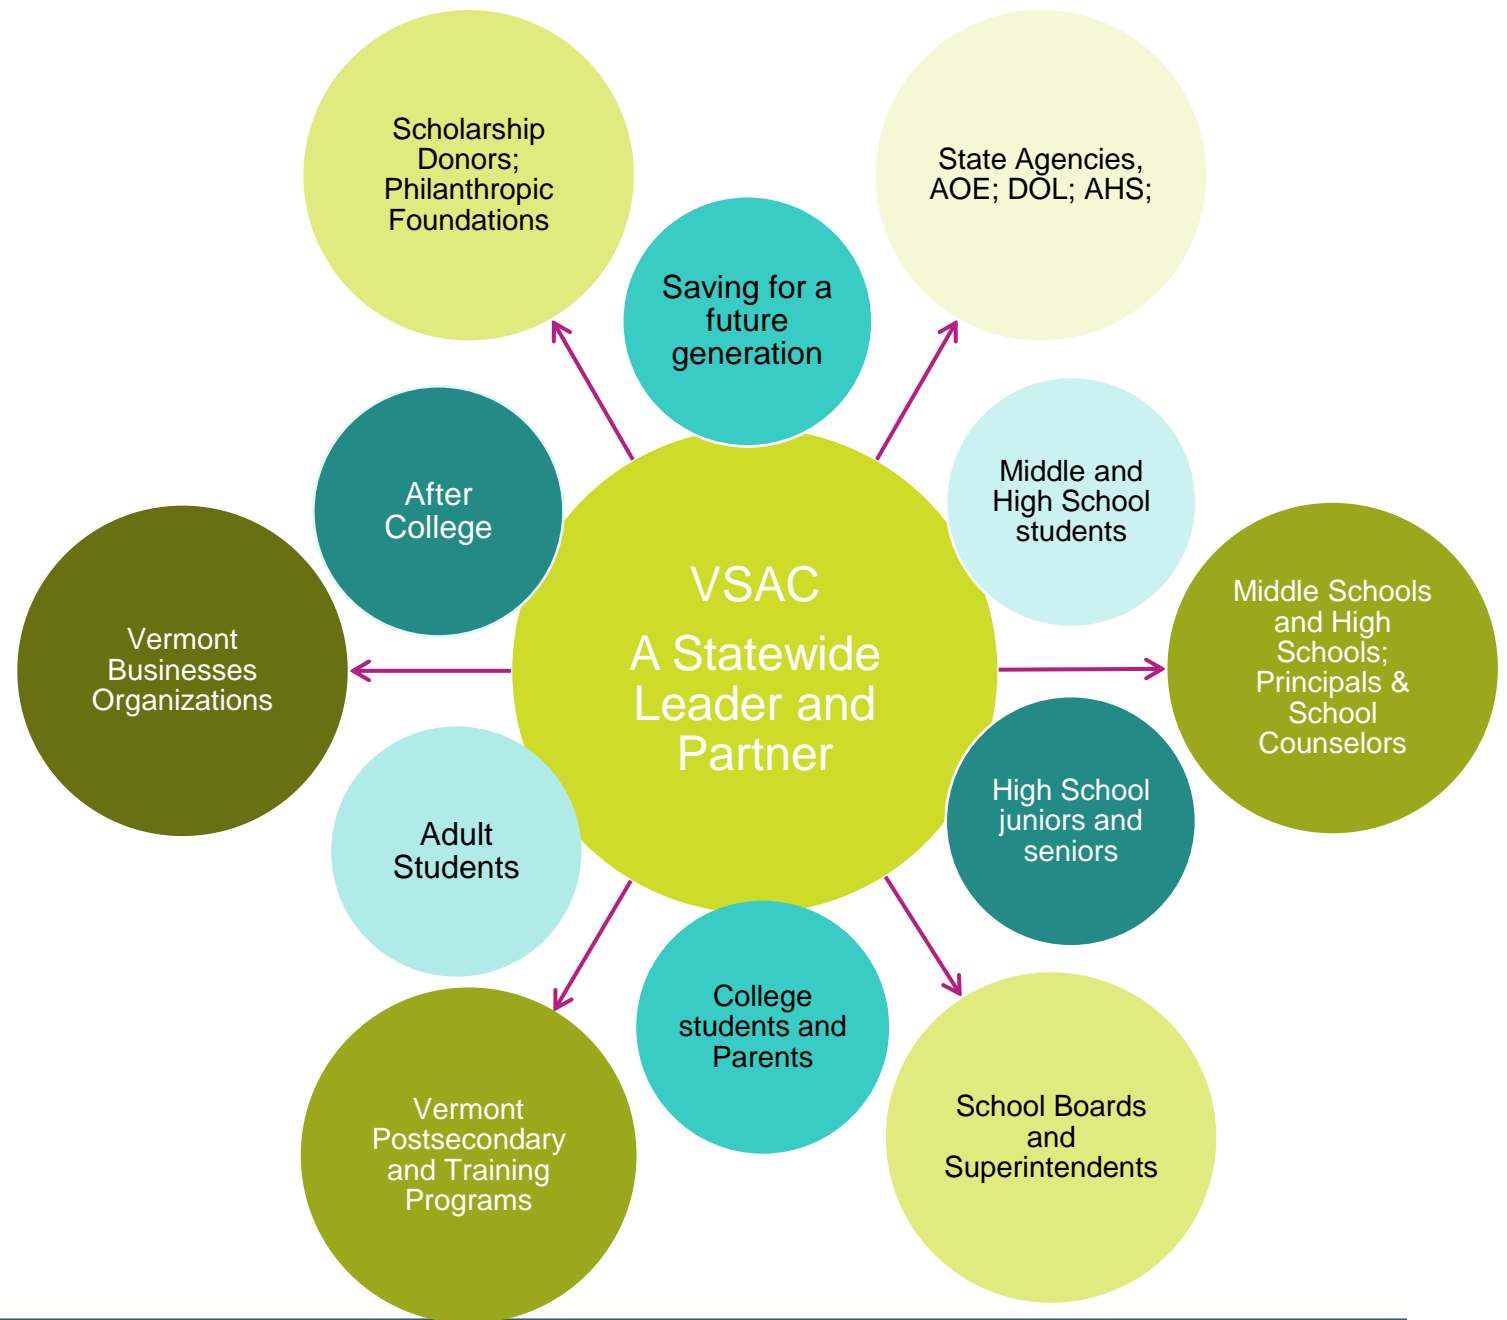 Scholarship
Donors;
Philanthropic
Foundations
State Agencies,
AOE; DOL; AHS;
Saving for a
future
generation
Middle and
High School
students
After
College
VSAC
A Statewide
Leader and
Partner
Middle Schools
and High
Schools;
Principals &
School
Counselors
Vermont
Businesses
Organizations
High School
juniors and
seniors
Adult
Students
College
students and
Parents
School Boards
and
Superintendents
Vermont
Postsecondary
and Training
Programs